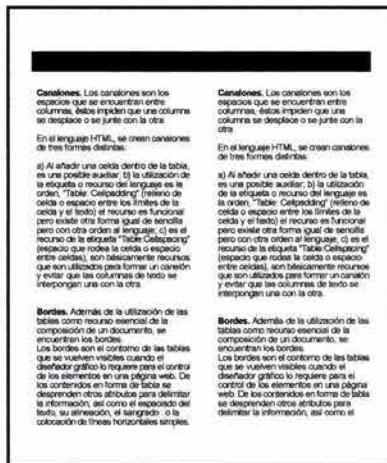 Canalones. Los canalones son los
espacios que se encuentran entre
columnas, éstos impiden que una columna
se desplace o se junte con la otra.
En el lenguaje HTML, se crean canalones
de tres formas distintas:
a) Al añadir una celda dentro de la tabla,
es una posible auxiliar; b) la utilización de
la etiqueta o recurso del lenguaje es la
orden, "Table: Cellpadding" (relleno de
celda o espacio entre los límites de la
celda y el texto) el recurso es funcional
pero existe otra forma igual de sencilla
pero con otra orden al lenguaje; c) es el
recurso de la etiqueta "Table Cellspacing"
(espacio que rodea la celda o espacio
entre celdas), son básicamente recursos
que son utilizados para formar un canalón
y evitar que las columnas de texto se
interpongan una con la otra.
Bordes. Además de la utilización de las
tablas como recurso esencial de la
composición de un documento, se
encuentran los bordes.
Los bordes son el contorno de las tablas
que se vuelven visibles cuando el
diseñador gráfico lo requiere para el control
de los elementos en una página web. De
los contenidos en forma de tabla se
desprenden otros atributos para delimitar
la información, así como el espaciado del
texto, su alineación, el sangrado o la
colocación de líneas horizontales simples.
Canalones. Los canalones son los
espacios que se encuentran entre
columnas, éstos impiden que una columna
se desplace o se junte con la
otra
En el lenguaje HTML, se crean canalones
de tres formas distintas:
a) Al añadir una celda dentro de la tabla,
es una posible auxiliar; b) la utilización de
la etiqueta o recurso del lenguaje es
la orden, "Table: Cellpadding" (relleno de
celda o espacio entre los límites de la
celda y el texto) el recurso es funcional
pero existe otra forma igual de sencilla
pero con otra orden al lenguaje; c) es el
recurso de la etiqueta "Table Cellspacing"
(espacio que rodea la celda o espacio
entre celdas), son básicamente recursos
que son utilizados para formar un canalón
y evitar que las columnas de texto se
interpongan una con la otra.
Bordes. Además de la utilización de las
tablas como recurso esencial de la
composición de un documento, se
encuentran los bordes.
Los bordes son el contorno de las tablas
que se vuelven visibles cuando el
diseñador gráfico lo requiere para el
control de los elementos en una página
web. De los contenidos en forma de tabla
se desprenden otros atributos para
delimitar la información, así como el